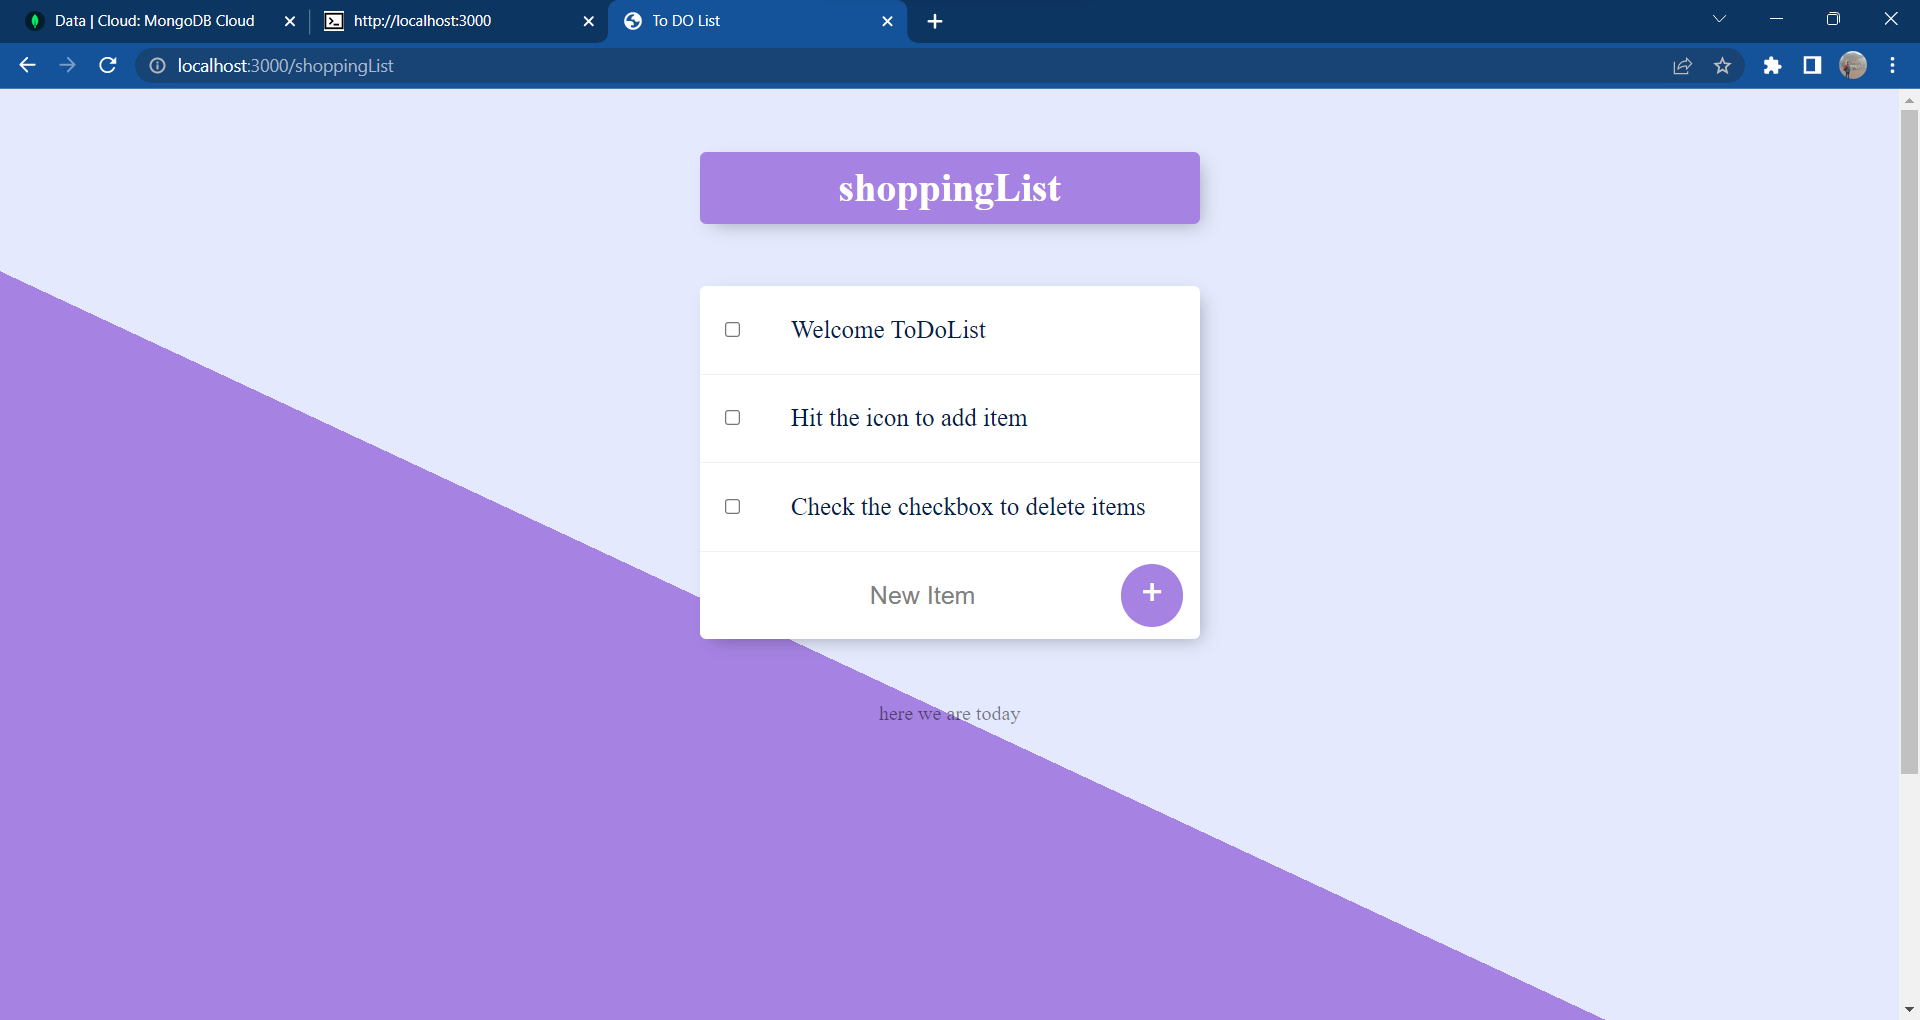 Data | Cloud: MongoDB Cloud
http://localhost:3000
To DO List
localhost:3000/shoppingList
shoppingList
Welcome ToDoList
Hit the icon to add item
Check the checkbox to delete items
New Item
+
here we are today